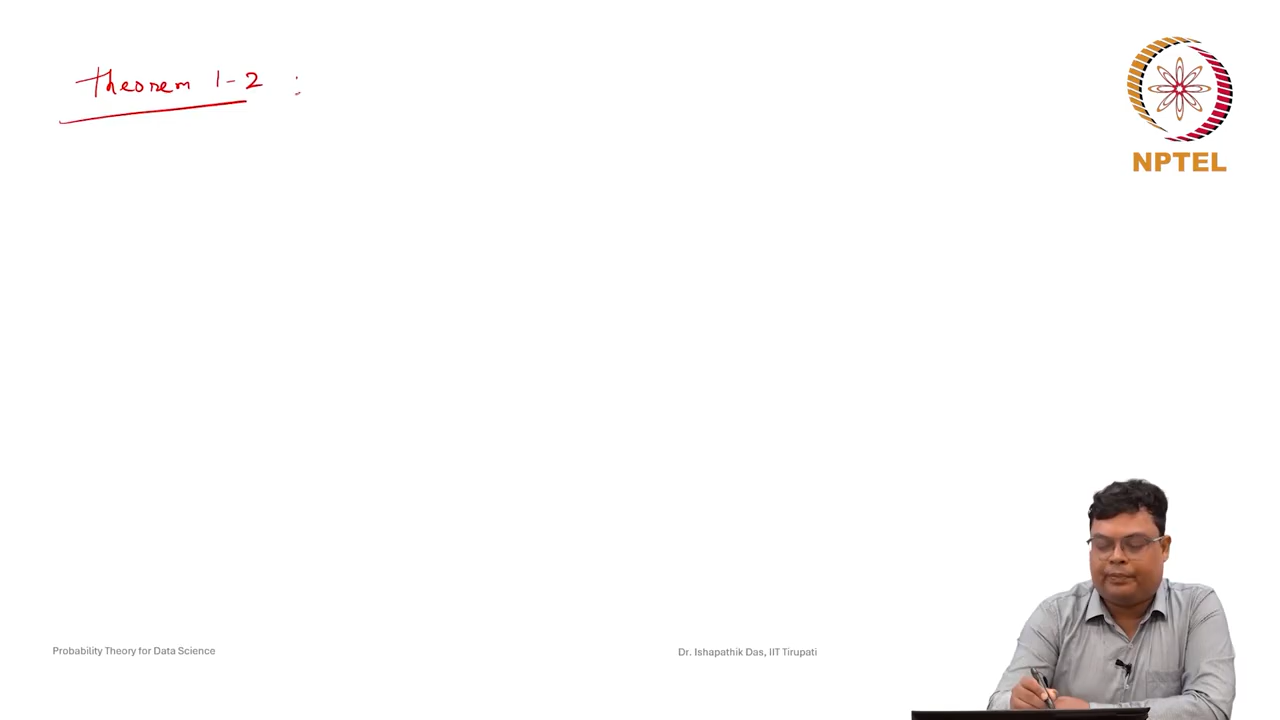 Theorem 1-2 :
NPTEL
Probability Theory for Data Science
Dr. Ishapathik Das, IIT Tirupati